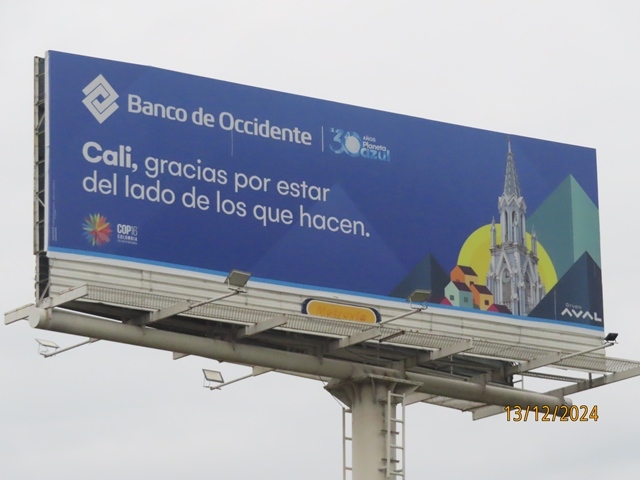 Banco de Occidente
30 AÑOS
Planeta
azul
Cali, gracias por estar
del lado de los que hacen.
COP16
COLOMBIA
Grupo
AVAL
13/12/2024